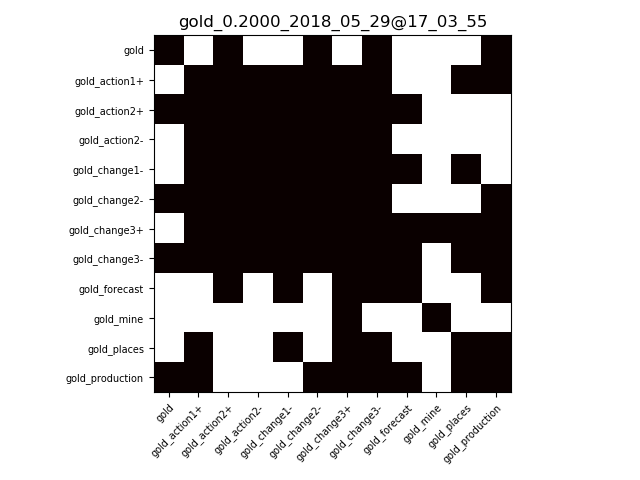 gold_0.2000_2018_05_29@17_03_55
gold
gold_action1+
gold_action2+
gold_action2-
gold_change1-
gold_change2-
gold_change3+
gold_change3-
gold_forecast
gold_mine
gold_places
gold_production
gold
gold_action1+
gold_action2+
gold_action2-
gold_change1-
gold_change2-
gold_change3+
gold_change3-
gold_forecast
gold_mine
gold_places
gold_production